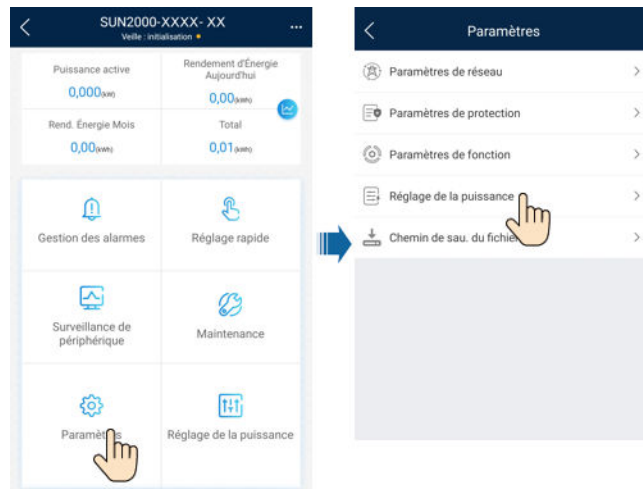 SUN2000-XXXX- XX
Veille : initialisation
Puissance active
0,000(kW)
Rendement d'Énergie
Aujourd'hui
0,00(kWh)
Rend. Énergie Mois
0,00(kWh)
Total
0,01(kWh)
Gestion des alarmes
Réglage rapide
Surveillance de
périphérique
Maintenance
Paramètres
Réglage de la puissance
Paramètres
Paramètres de réseau
Paramètres de protection
Paramètres de fonction
Réglage de la puissance
Chemin de sau. du fichier